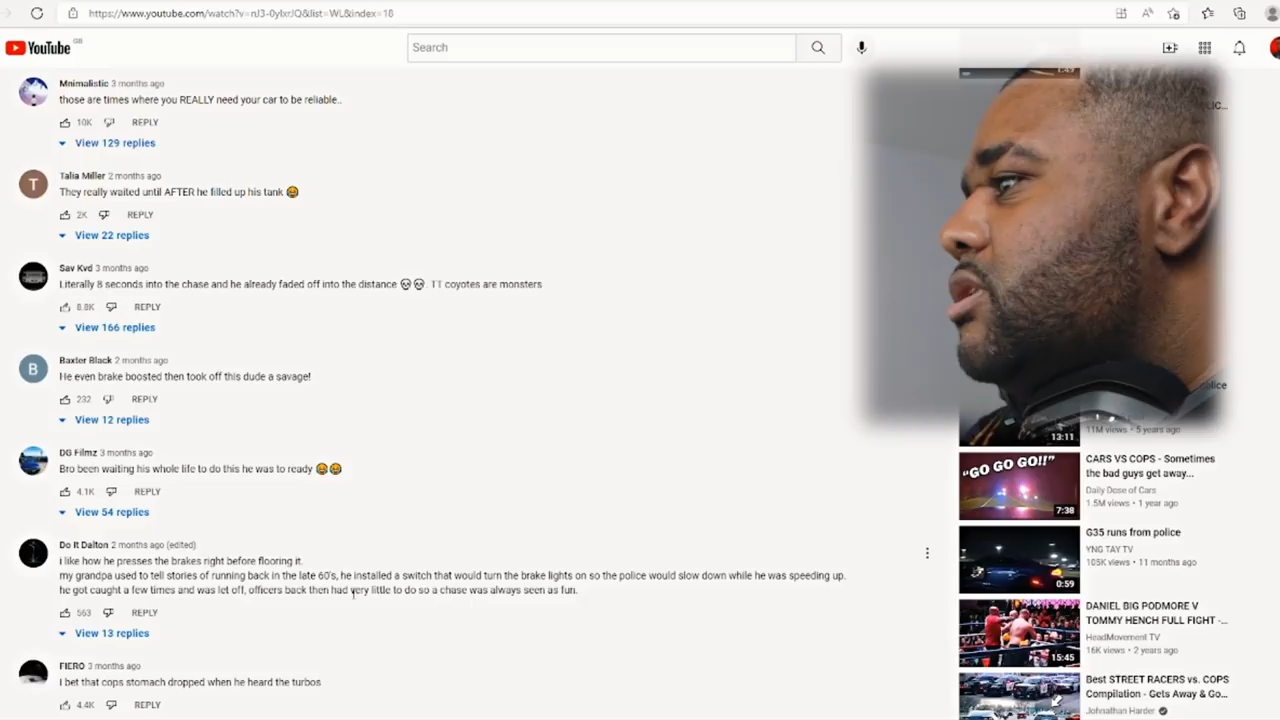 https://www.youtube.com/watch?v=nJ3-0yIxrJQ&list=WL&index=18
YouTube GB
Search
Mnimalistic 3 months ago
those are times where you REALLY need your car to be reliable..
10K REPLY
View 129 replies
T
Talia Miller 2 months ago
They really waited until AFTER he filled up his tank 😂
2K REPLY
View 22 replies
Sav Kvd 3 months ago
Literally 8 seconds into the chase and he already faded off into the distance 💀💀 TT coyotes are monsters
8.8K REPLY
View 166 replies
B
Baxter Black 2 months ago
He even brake boosted then took off this dude a savage!
232 REPLY
View 12 replies
DG Filmz 3 months ago
Bro been waiting his whole life to do this he was to ready 😂😂
4.1K REPLY
View 54 replies
Do It Dalton 2 months ago (edited)
i like how he presses the brakes right before flooring it.
my grandpa used to tell stories of running back in the late 60's, he installed a switch that would turn the brake lights on so the police would slow down while he was speeding up.
he got caught a few times and was let off, officers back then had very little to do so a chase was always seen as fun.
563 REPLY
View 13 replies
FIERO 3 months ago
I bet that cops stomach dropped when he heard the turbos
4.4K REPLY
1:49
13:11
11M views • 5 years ago
"GO GO GO!!"
7:38
CARS VS COPS - Sometimes
the bad guys get away...
Daily Dose of Cars
1.5M views • 1 year ago
0:59
G35 runs from police
YNG TAY TV
105K views • 11 months ago
15:45
DANIEL BIG PODMORE V
TOMMY HENCH FULL FIGHT -...
HeadMovement TV
16K views • 2 years ago
Best STREET RACERS vs. COPS
Compilation - Gets Away & Go...
Johnathan Harder